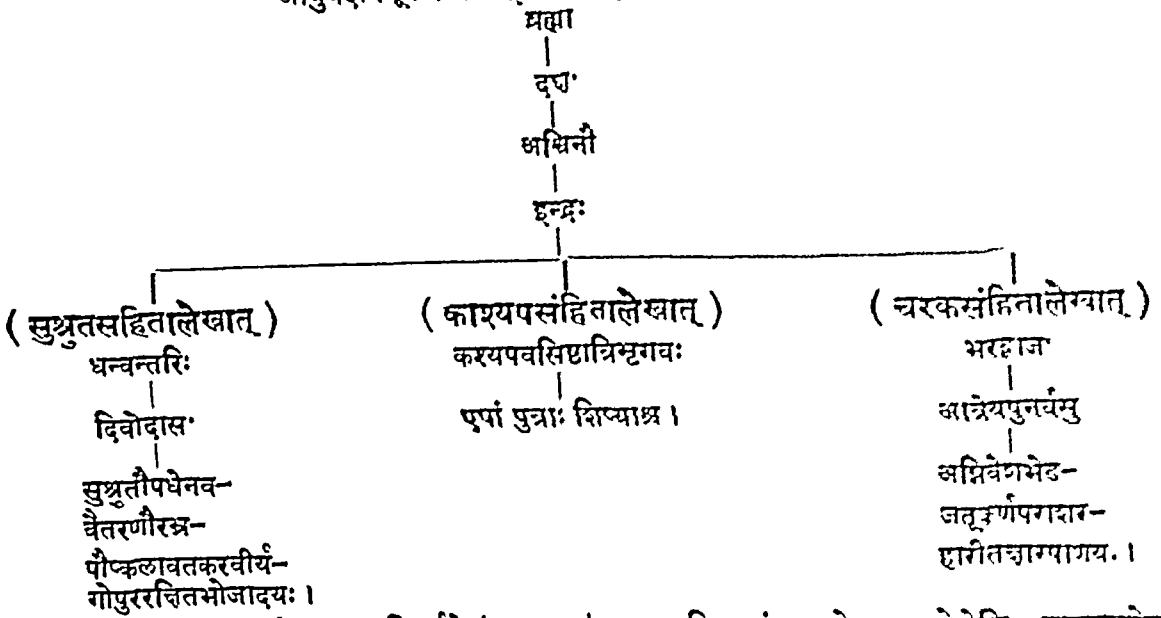 ब्रह्मा
दक्षः
अश्विनौ
इन्द्रः
( सुश्रुतसहितालेखात् )
धन्वन्तरिः
दिवोदासः
सुश्रुतौपधेनव-
वैतरणौरभ्र-
पौष्कलावतकरवीर्य-
गोपुररक्षितभोजादयः ।
( काश्यपसंहितालेखात् )
कश्यपवसिष्ठात्रिभृगवः
एषां पुत्राः शिष्याश्च ।
( चरकसंहितालेखात् )
भरद्वाजः
आत्रेयपुनर्वसु
अग्निवेशभेड-
जतूकर्णपराशर-
हारीतक्षारपाणयः ।